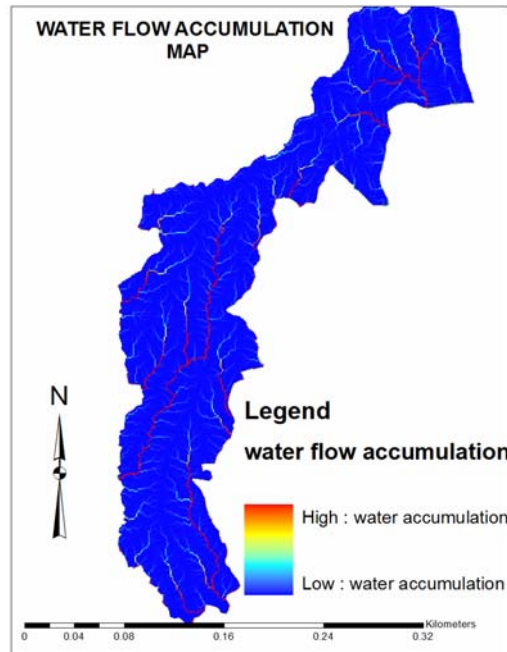 WATER FLOW ACCUMULATION
MAP
N
Legend
water flow accumulation
High : water accumulation
Low : water accumulation
Kilometers
0 0.04 0.08 0.16 0.24 0.32